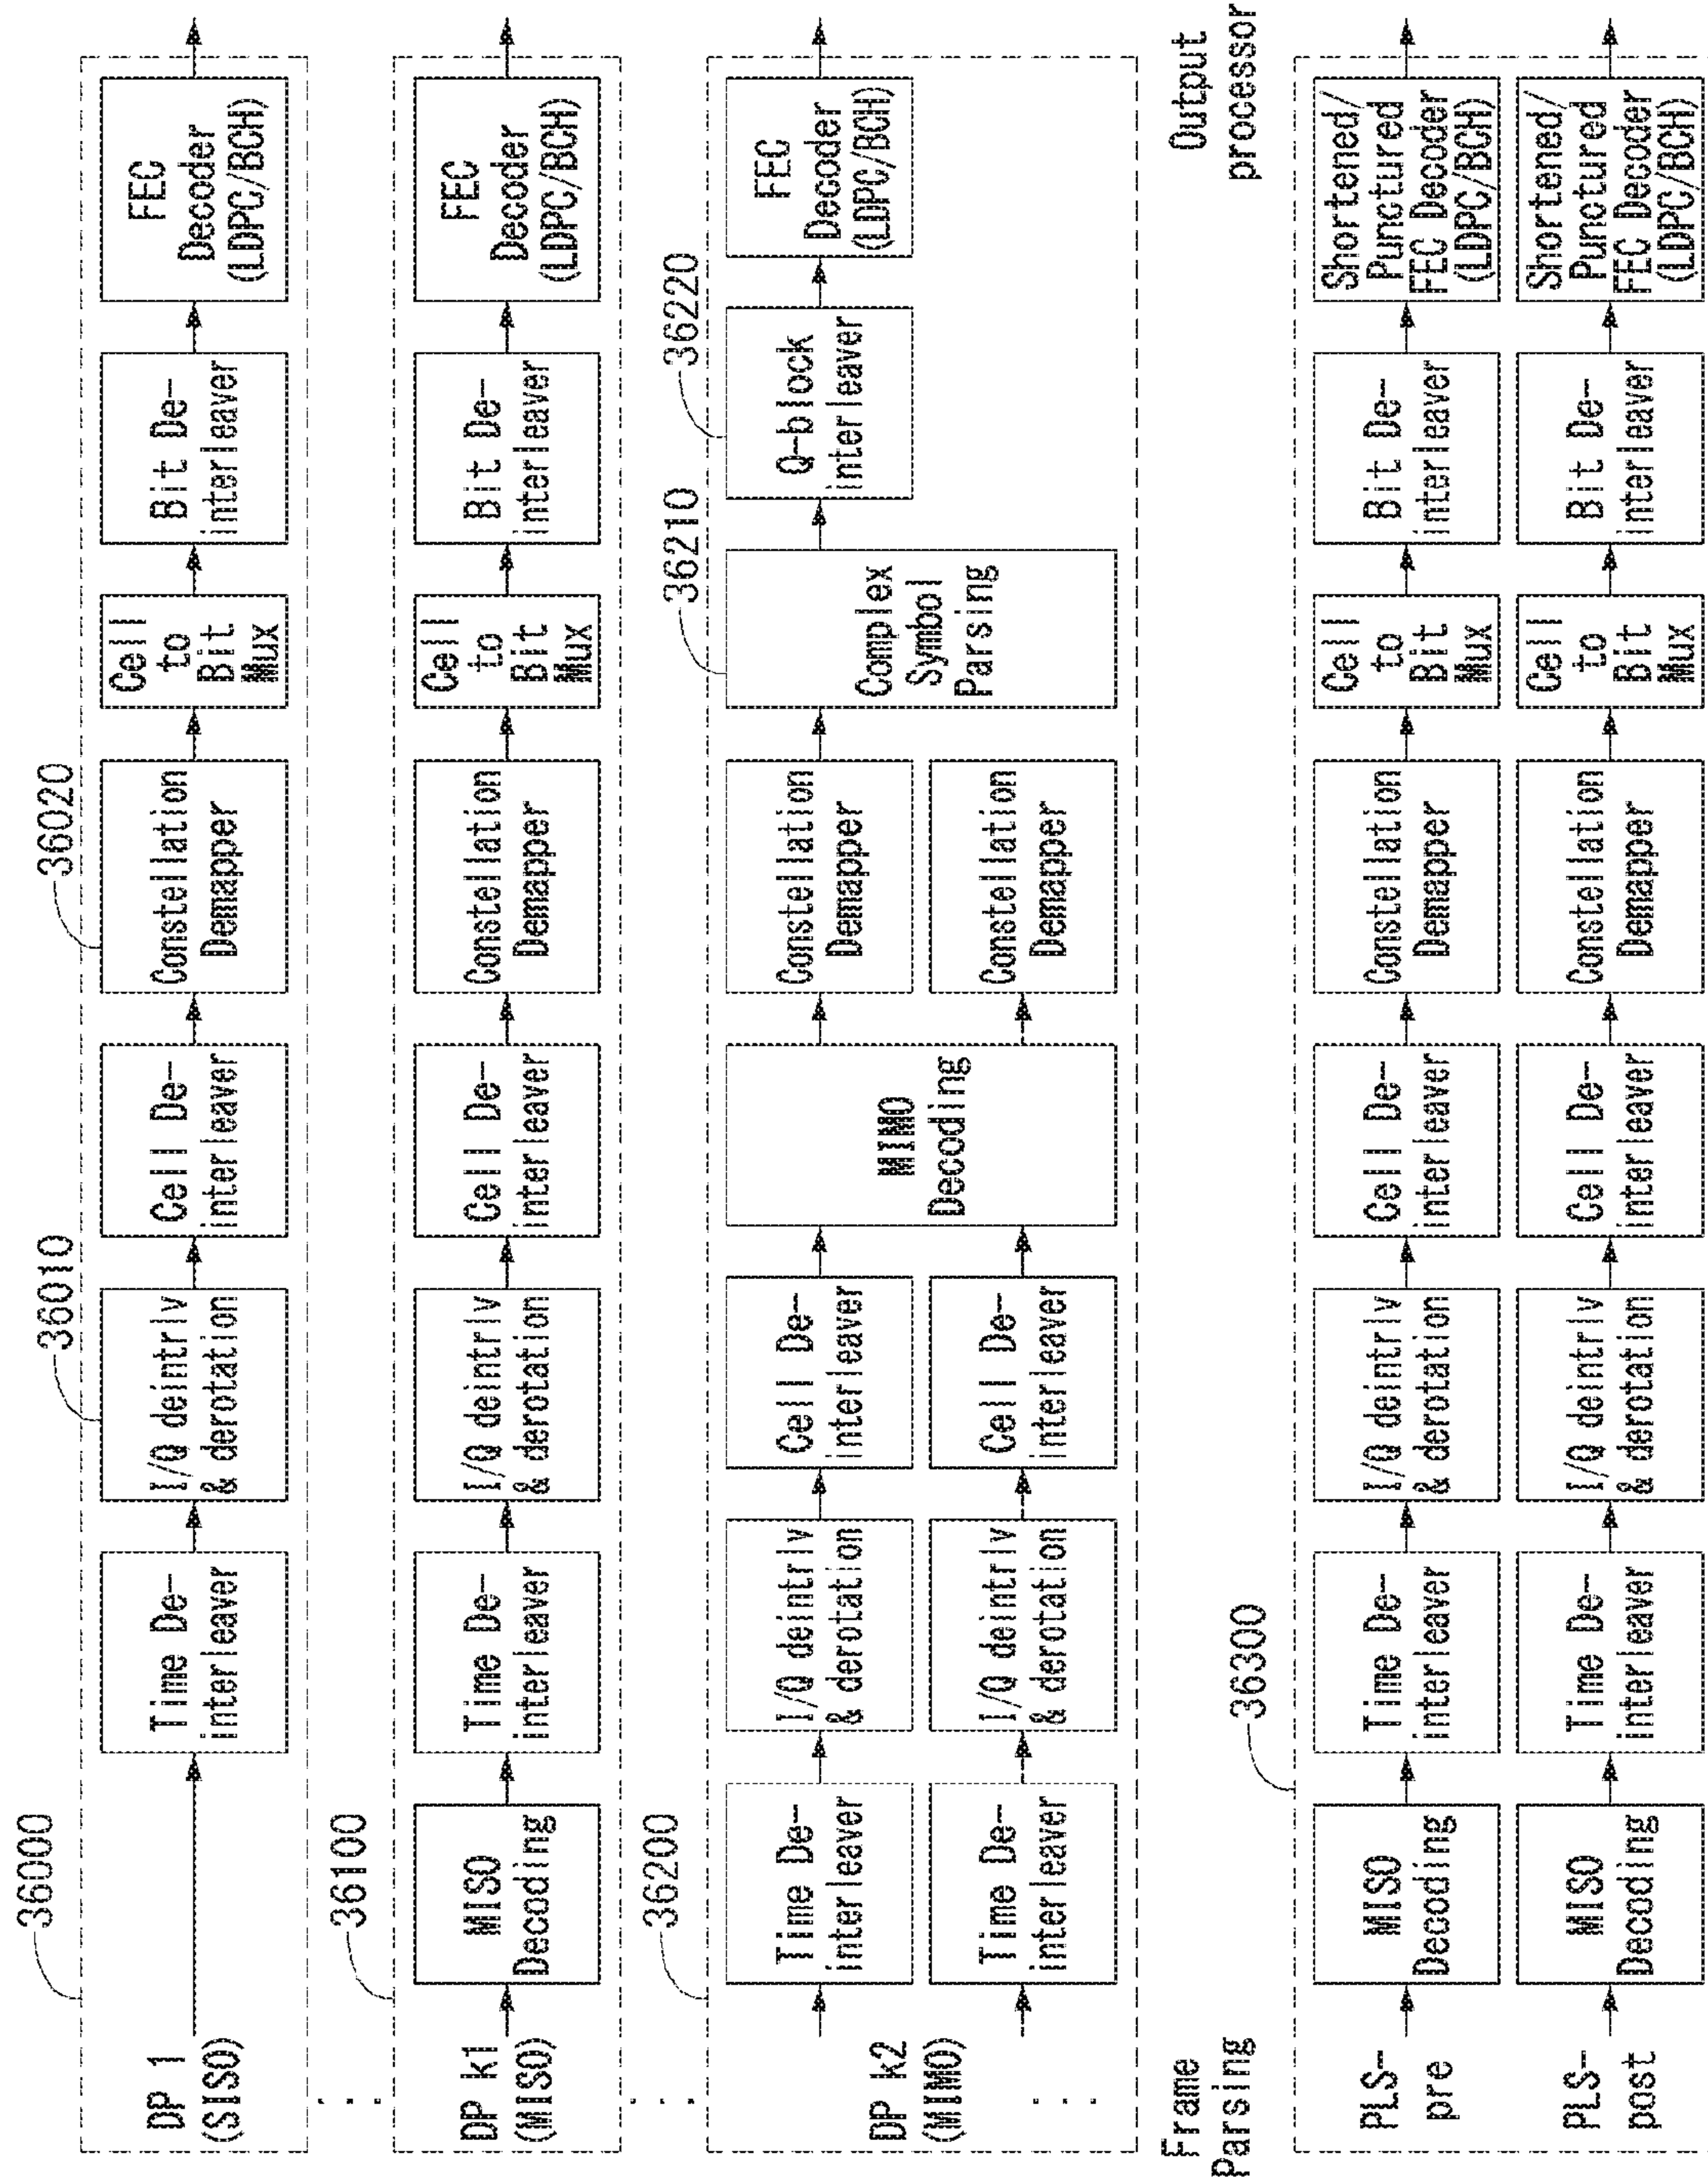 36000
DP 1
(SISO)
Time De-
interleaver
36010
I/Q deintrlv
& derotation
Cell De-
interleaver
36020
Constellation
Demapper
Cell
to
Bit
Mux
Bit De-
interleaver
FEC
Decoder
(LDPC/BCH)
36100
DP k1
(MISO)
MISO
Decoding
Time De-
interleaver
I/Q deintrlv
& derotation
Cell De-
interleaver
Constellation
Demapper
Cell
to
Bit
Mux
Bit De-
interleaver
FEC
Decoder
(LDPC/BCH)
36200
DP k2
(MIMO)
Time De-
interleaver
I/Q deintrlv
& derotation
Cell De-
interleaver
Time De-
interleaver
I/Q deintrlv
& derotation
Cell De-
interleaver
MIMO
Decoding
Constellation
Demapper
Constellation
Demapper
36210
Complex
Symbol
Parsing
36220
Q-block
interleaver
FEC
Decoder
(LDPC/BCH)
Frame
Parsing
Output
processor
36300
PLS-
pre
MISO
Decoding
Time De-
interleaver
I/Q deintrlv
& derotation
Cell De-
interleaver
Constellation
Demapper
Cell
to
Bit
Mux
Bit De-
interleaver
Shortened/
Punctured
FEC Decoder
(LDPC/BCH)
PLS-
post
MISO
Decoding
Time De-
interleaver
I/Q deintrlv
& derotation
Cell De-
interleaver
Constellation
Demapper
Cell
to
Bit
Mux
Bit De-
interleaver
Shortened/
Punctured
FEC Decoder
(LDPC/BCH)